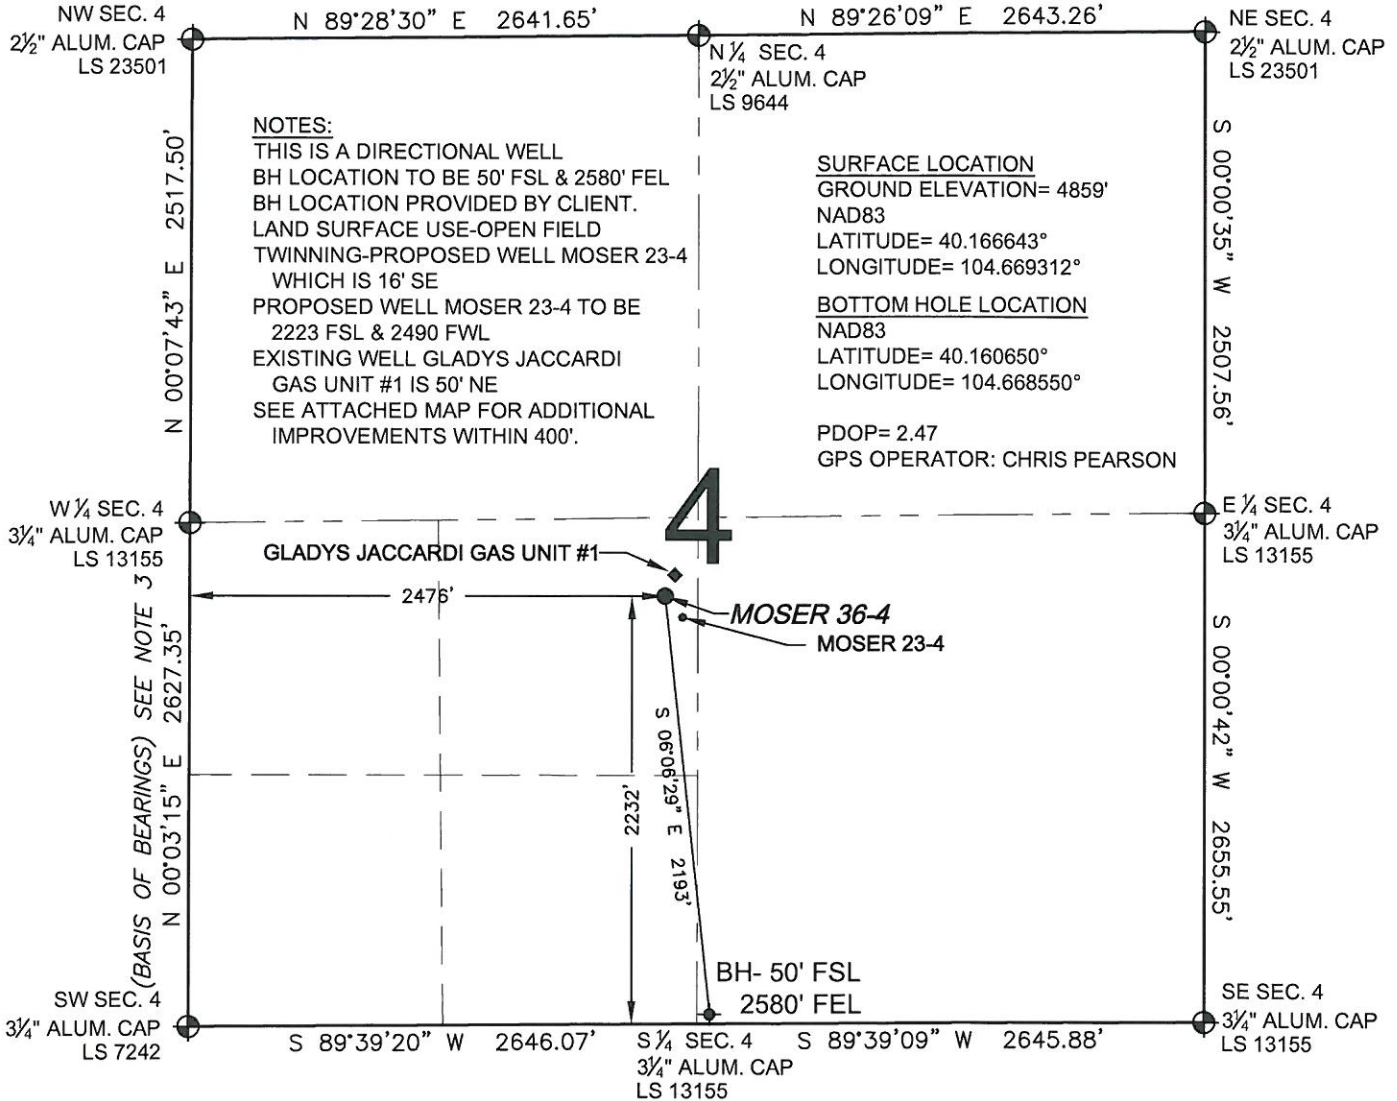 NW SEC. 4
2½" ALUM. CAP
LS 23501
N 89°28'30" E 2641.65'
N 89°26'09" E 2643.26'
NE SEC. 4
2½" ALUM. CAP
LS 23501
N ¼ SEC. 4
2½" ALUM. CAP
LS 9644
N 00°07'43" E 2517.50'
NOTES:
THIS IS A DIRECTIONAL WELL
BH LOCATION TO BE 50' FSL & 2580' FEL
BH LOCATION PROVIDED BY CLIENT.
LAND SURFACE USE-OPEN FIELD
TWINNING-PROPOSED WELL MOSER 23-4
WHICH IS 16' SE
PROPOSED WELL MOSER 23-4 TO BE
2223 FSL & 2490 FWL
EXISTING WELL GLADYS JACCARDI
GAS UNIT #1 IS 50' NE
SEE ATTACHED MAP FOR ADDITIONAL
IMPROVEMENTS WITHIN 400'.
SURFACE LOCATION
GROUND ELEVATION= 4859'
NAD83
LATITUDE= 40.166643°
LONGITUDE= 104.669312°
BOTTOM HOLE LOCATION
NAD83
LATITUDE= 40.160650°
LONGITUDE= 104.668550°
PDOP= 2.47
GPS OPERATOR: CHRIS PEARSON
S 00°00'35" W 2507.56'
W ¼ SEC. 4
3¼" ALUM. CAP
LS 13155
4
E ¼ SEC. 4
3¼" ALUM. CAP
LS 13155
GLADYS JACCARDI GAS UNIT #1
2476'
MOSER 36-4
MOSER 23-4
(BASIS OF BEARINGS) SEE NOTE 3
N 00°03'15" E 2627.35'
2232'
S 06°06'29" E 2193'
S 00°00'42" W 2655.55'
BH- 50' FSL
2580' FEL
SW SEC. 4
3¼" ALUM. CAP
LS 7242
S 89°39'20" W 2646.07'
S ¼ SEC. 4
3¼" ALUM. CAP
LS 13155
S 89°39'09" W 2645.88'
SE SEC. 4
3¼" ALUM. CAP
LS 13155